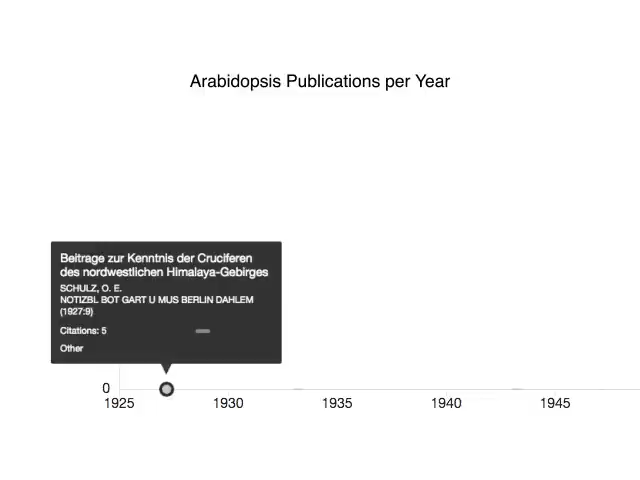 Arabidopsis Publications per Year
Beitrage zur Kenntnis der Cruciferen
des nordwestlichen Himalaya-Gebirges
SCHULZ, O. E.
NOTIZBL BOT GART U MUS BERLIN DAHLEM
(1927:9)
Citations: 5
Other
0
1925 1930 1935 1940 1945